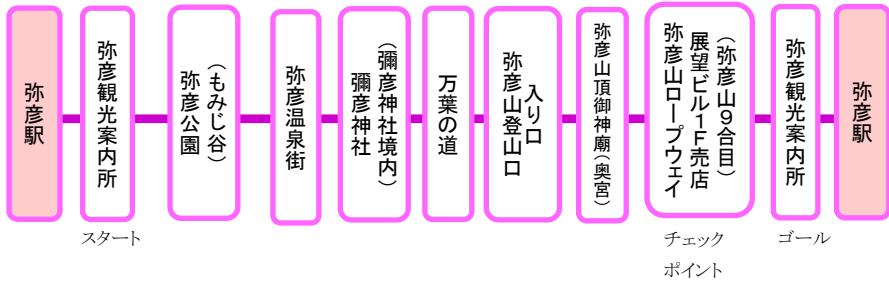 弥彦駅
弥彦観光案内所
弥彦公園
（もみじ谷）
弥彦温泉街
彌彦神社
（彌彦神社境内）
万葉の道
弥彦山登山口
入り口
弥彦山頂御神廟（奥宮）
（弥彦山９合目）
展望ビル１Ｆ売店
弥彦山ロープウェイ
弥彦観光案内所
弥彦駅
スタート
チェック
ポイント
ゴール